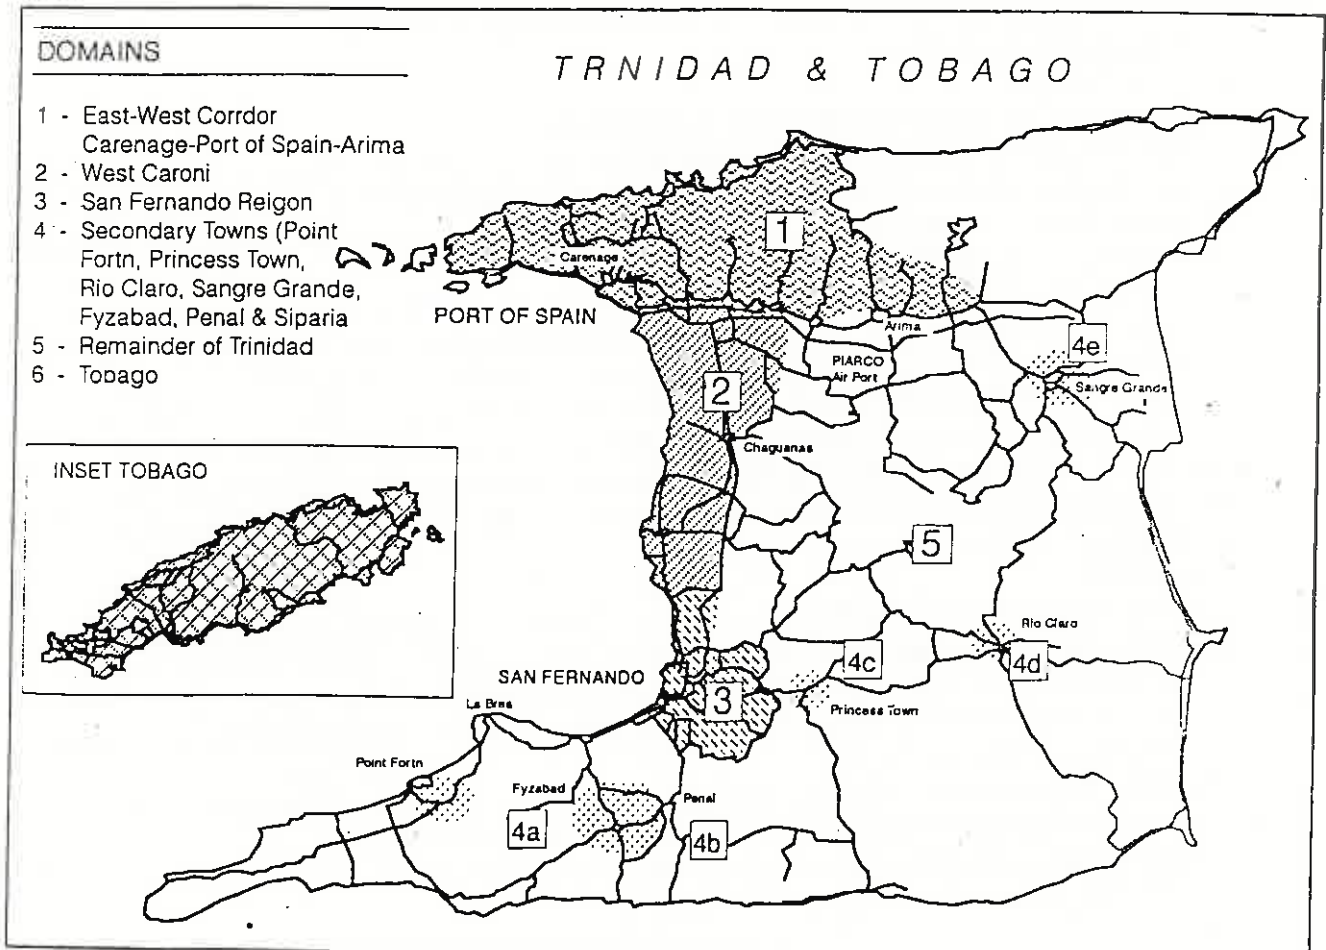 DOMAINS
TRNIDAD & TOBAGO
1 - East-West Corrdor
Carenage-Port of Spain-Arima
2 - West Caroni
3 - San Fernando Reigon
4 - Secondary Towns (Point
Fortn, Princess Town,
Rio Claro, Sangre Grande,
Fyzabad, Penal & Siparia
5 - Remainder of Trinidad
6 - Tobago
1
Carenage
PORT OF SPAIN
Arima
4e
PIARCO
Air Port
Sangre Grande
2
Chaguanas
INSET TOBAGO
5
Rio Claro
4c
4d
SAN FERNANDO
3
Princess Town
La Brea
Point Fortn
Fyzabad
Penal
4a
4b